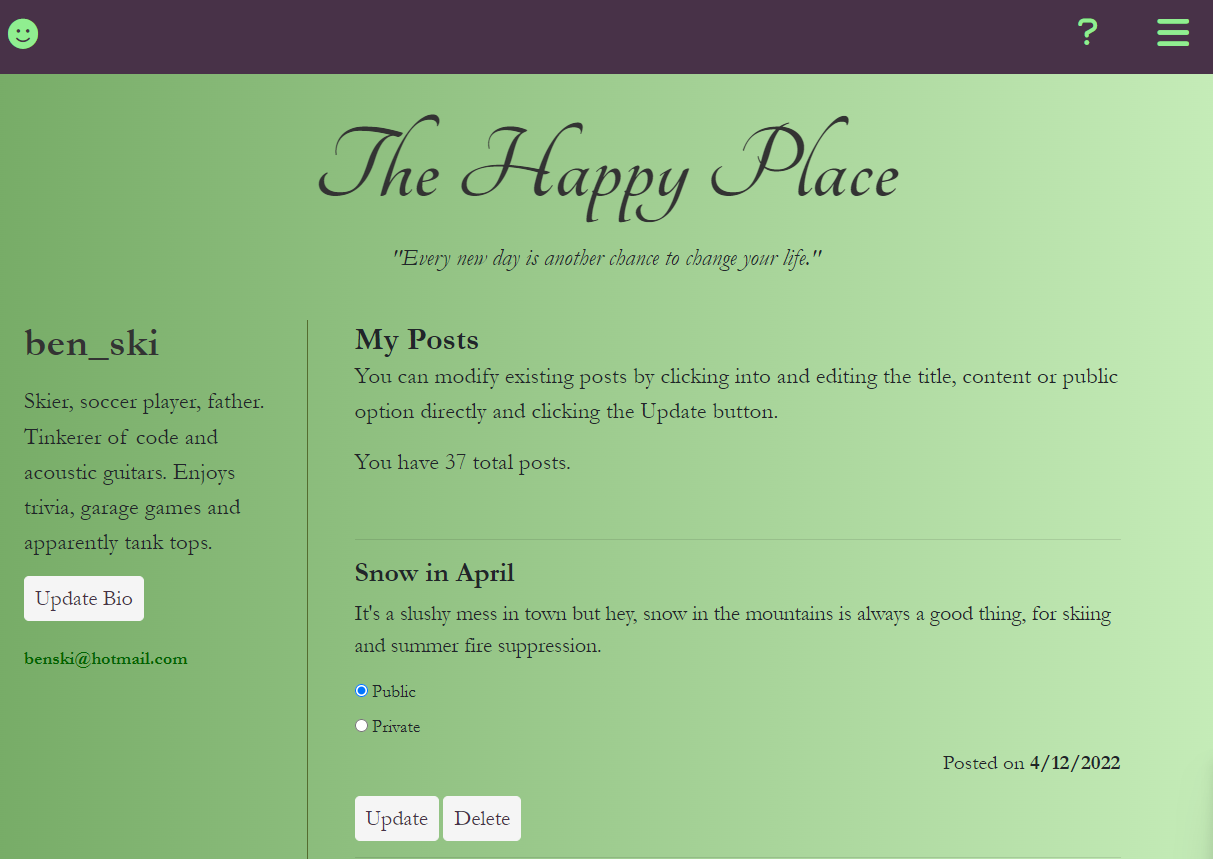 ?
The Happy Place
"Every new day is another chance to change your life."
ben_ski
Skier, soccer player, father.
Tinkerer of code and
acoustic guitars. Enjoys
trivia, garage games and
apparently tank tops.
Update Bio
benski@hotmail.com
My Posts
You can modify existing posts by clicking into and editing the title, content or public
option directly and clicking the Update button.
You have 37 total posts.
Snow in April
It's a slushy mess in town but hey, snow in the mountains is always a good thing, for skiing
and summer fire suppression.
Public
Private
Posted on 4/12/2022
Update Delete